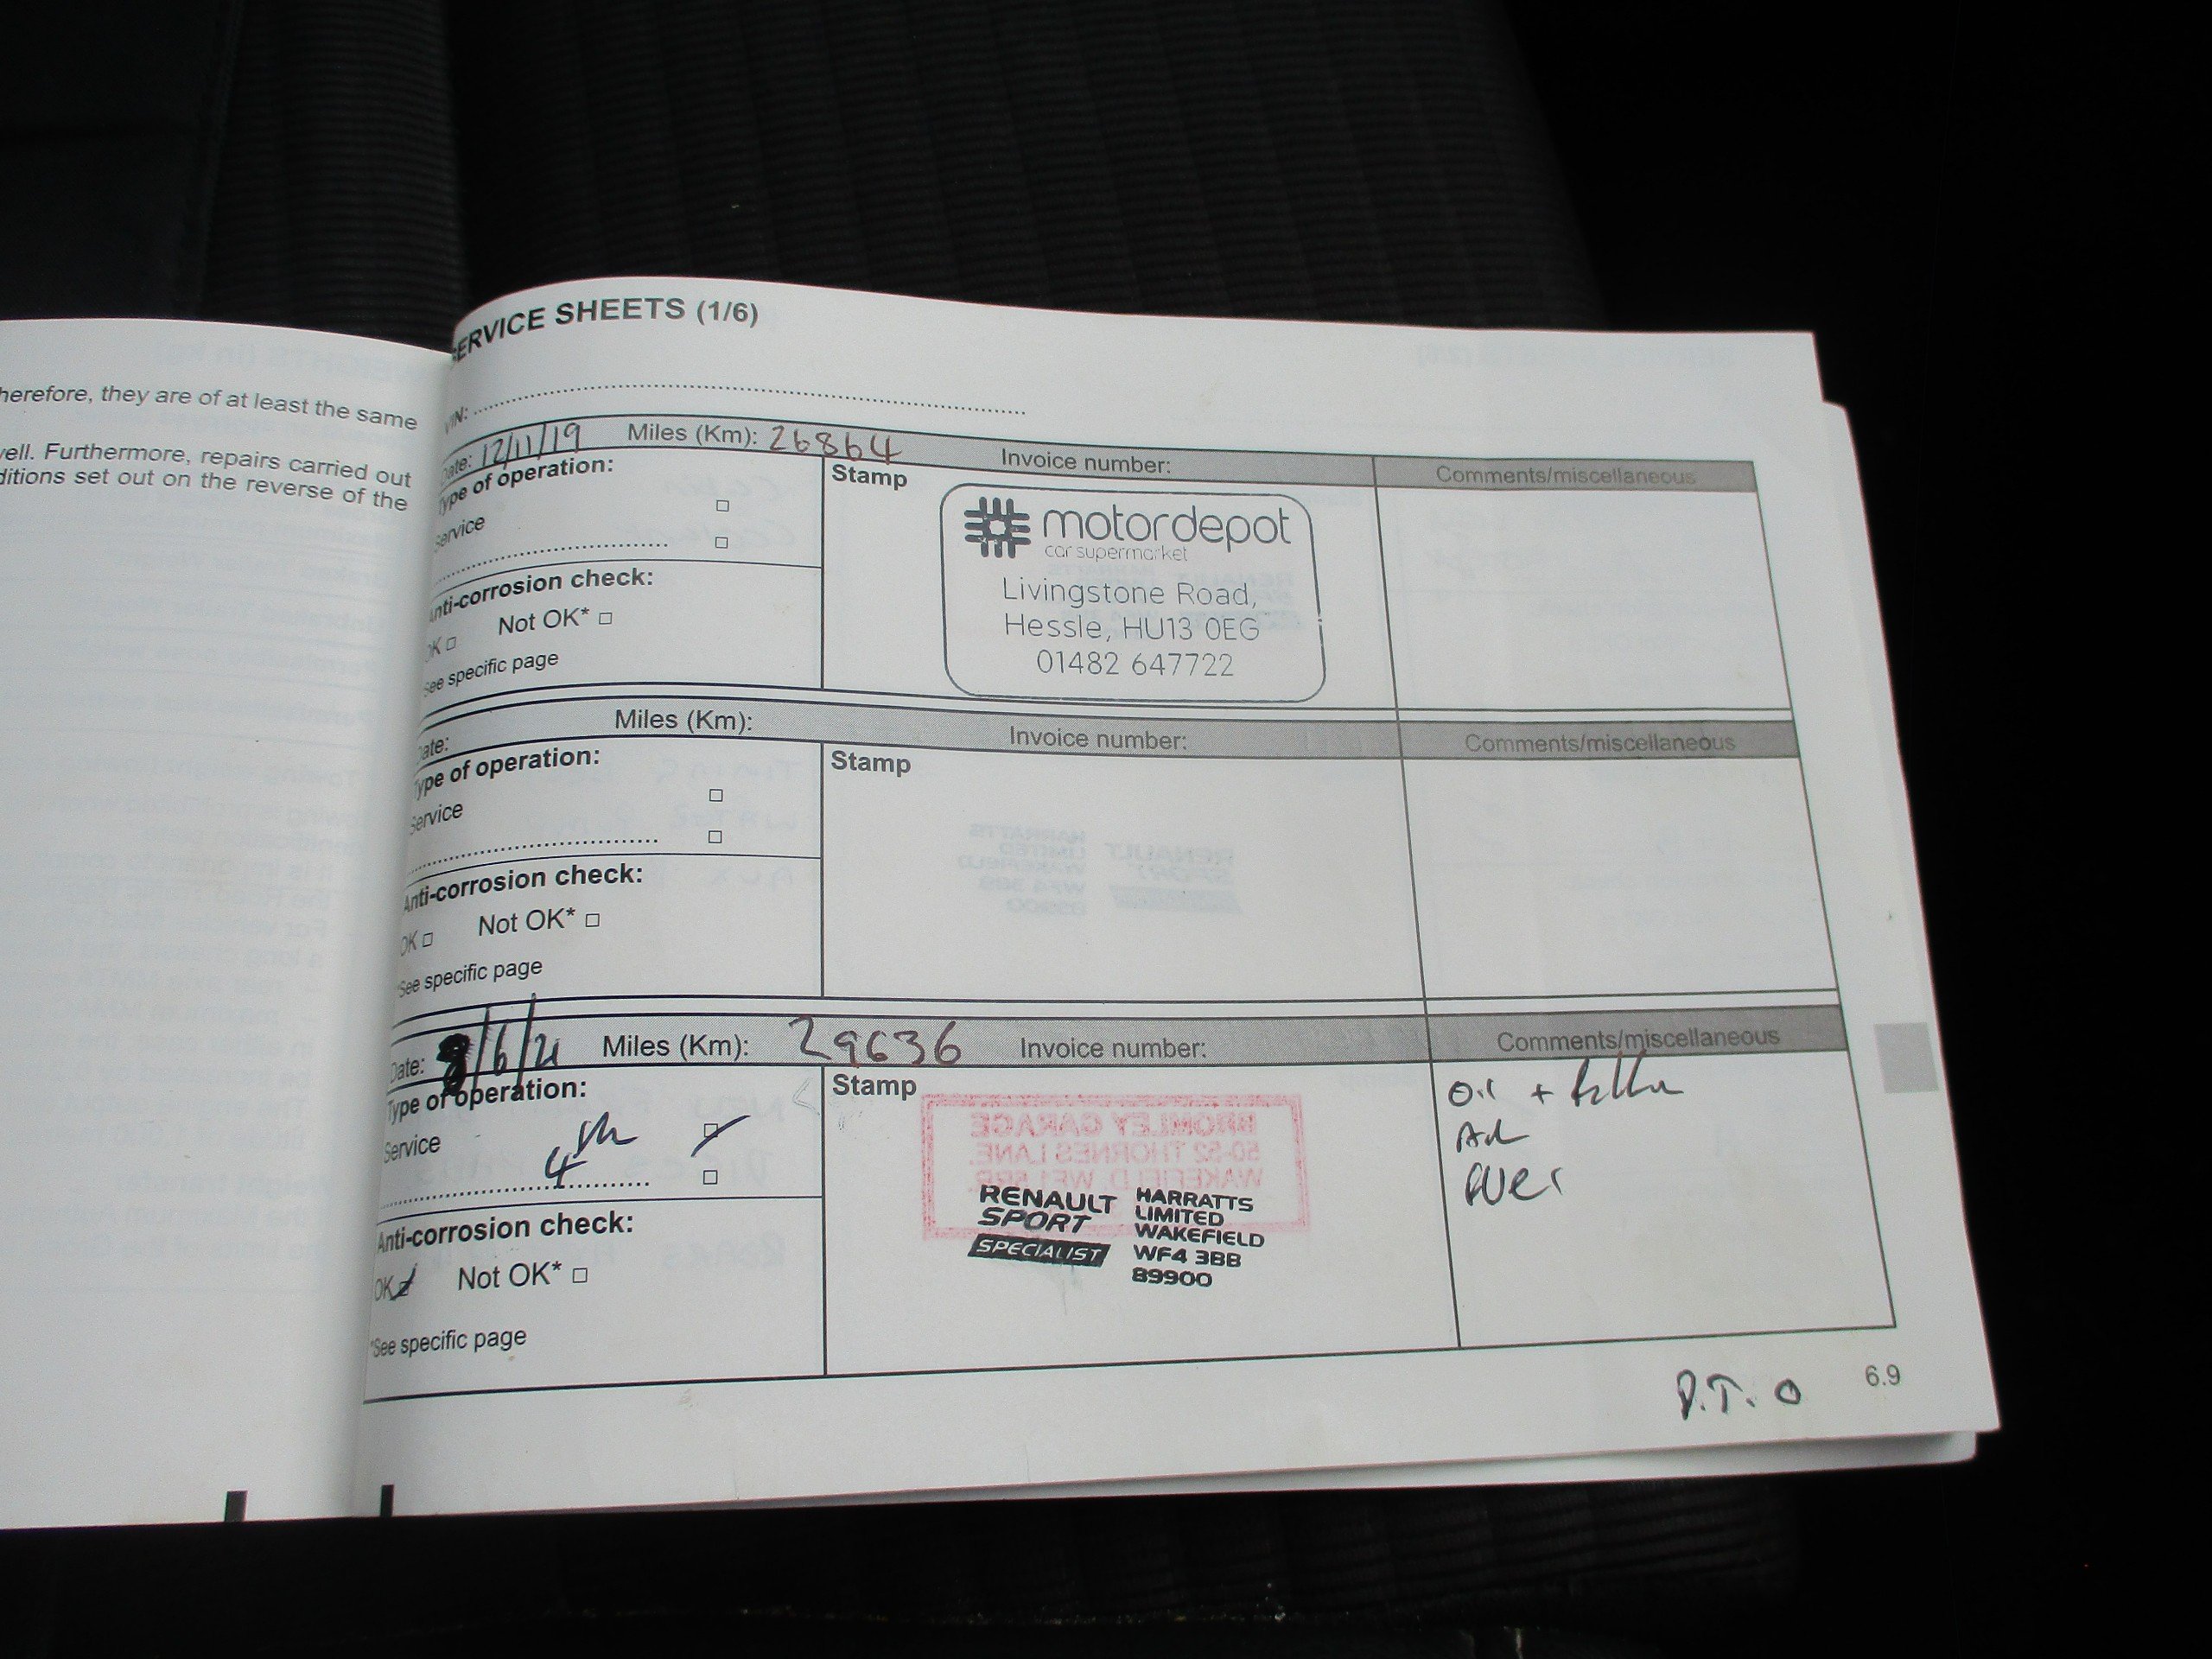 herefore, they are of at least the same
well. Furthermore, repairs carried out
ditions set out on the reverse of the
SERVICE SHEETS (1/6)
VIN:
Date: 12/11/19 Miles (Km): 26864 Invoice number: Comments/miscellaneous
Type of operation:
Service
Anti-corrosion check:
OK Not OK*
*See specific page
Stamp
motordepot
car supermarket
Livingstone Road,
Hessle, HU13 0EG
01482 647722
Date: Miles (Km): Invoice number: Comments/miscellaneous
Type of operation:
Service
Anti-corrosion check:
OK Not OK*
*See specific page
Stamp
Date: 8/6/21 Miles (Km): 29636 Invoice number: Comments/miscellaneous
Type of operation:
Service
4th
Anti-corrosion check:
OK Not OK*
*See specific page
Stamp
BROMLEY GARAGE
50-52 THORNES LANE,
WAKEFIELD, WF1 5RR.
RENAULT
SPORT
SPECIALIST
HARRATTS
LIMITED
WAKEFIELD
WF4 3BB
89900
Oil + filter
P.T.O
6.9